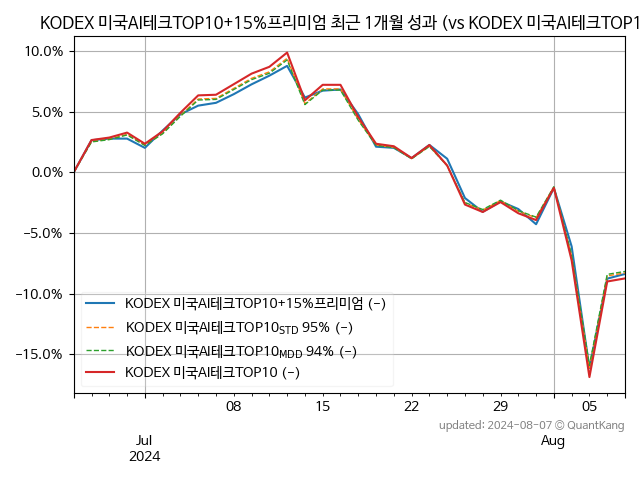 KODEX 미국AI테크TOP10+15%프리미엄 최근 1개월 성과 (vs KODEX 미국AI테크TOP1
10.0%
5.0%
0.0%
−5.0%
−10.0%
−15.0%
KODEX 미국AI테크TOP10+15%프리미엄 (-)
KODEX 미국AI테크TOP10STD 95% (-)
KODEX 미국AI테크TOP10MDD 94% (-)
KODEX 미국AI테크TOP10 (-)
08 15 22 29 05
updated: 2024-08-07 © QuantKang
Jul Aug
2024